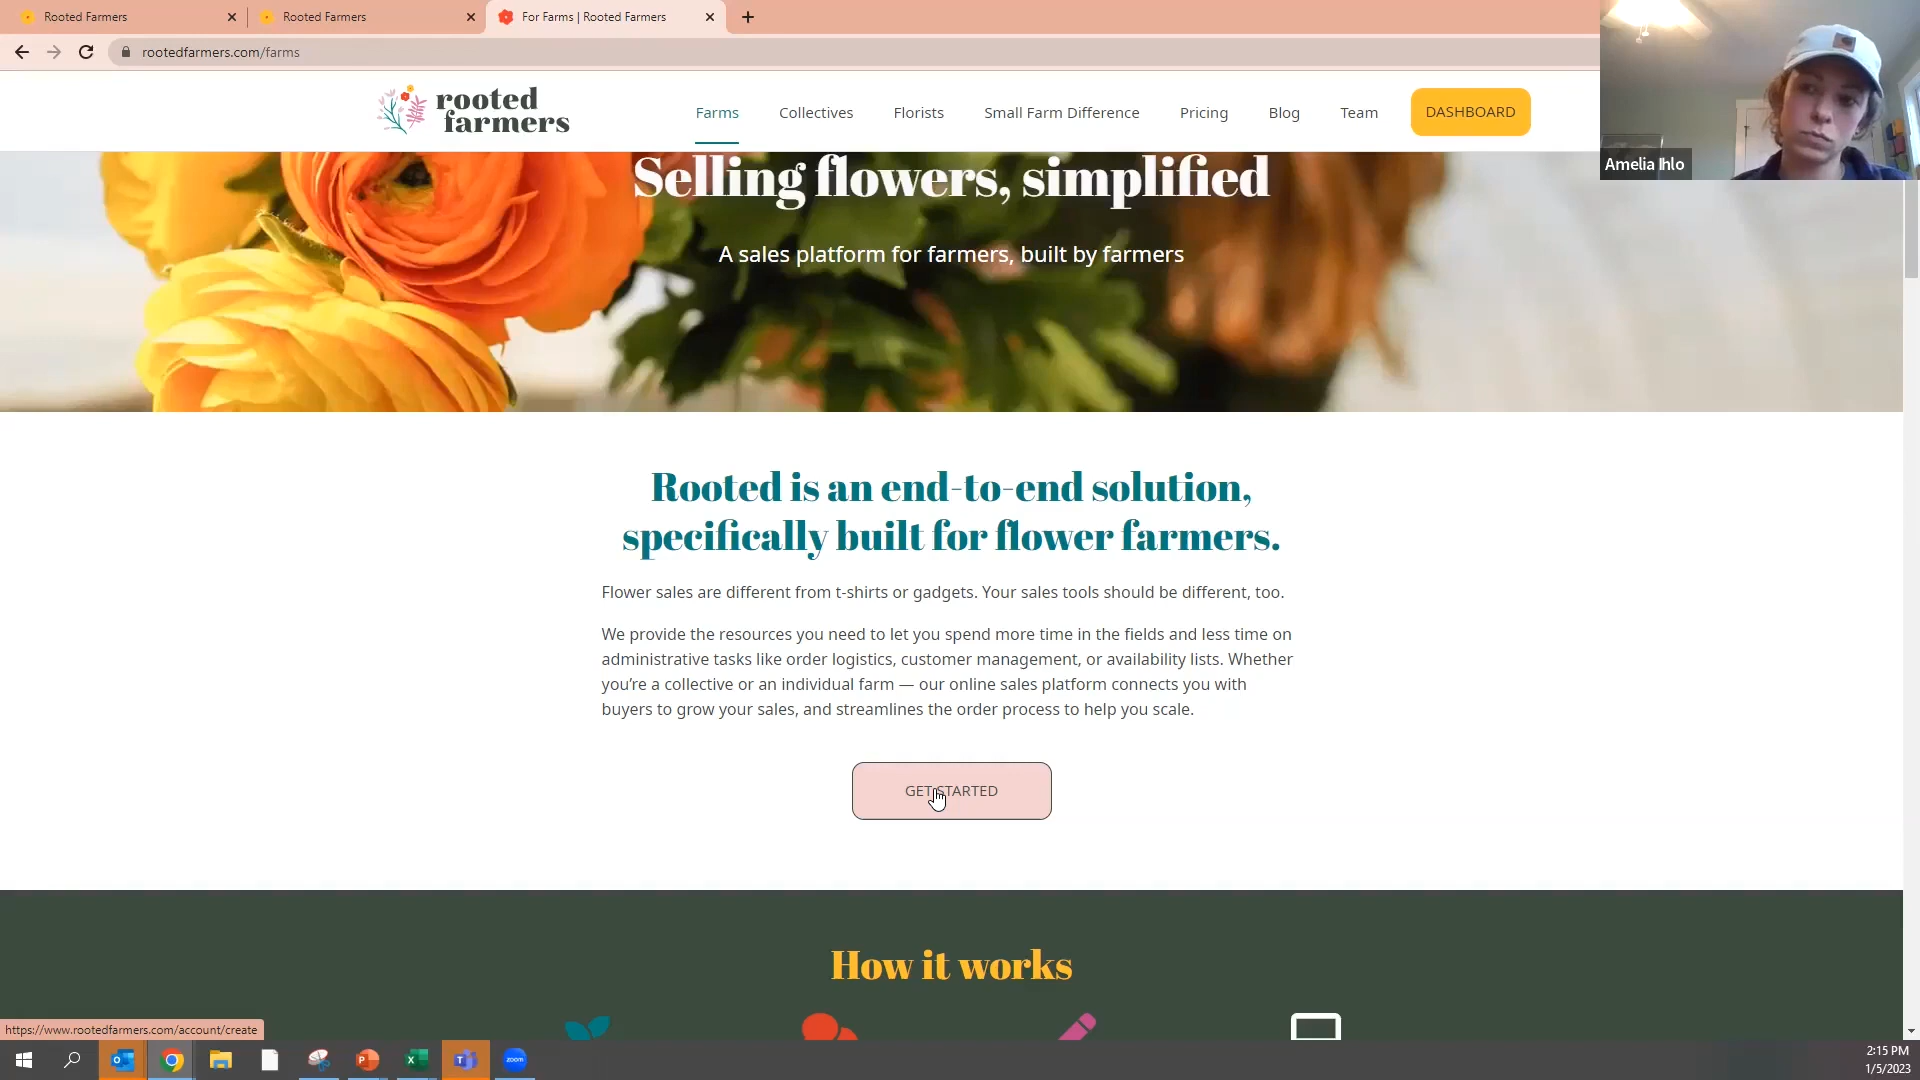 Rooted Farmers
Rooted Farmers
For Farms | Rooted Farmers
rootedfarmers.com/farms
rooted
farmers
Farms
Collectives
Florists
Small Farm Difference
Pricing
Blog
Team
DASHBOARD
Amelia Ihlo
Selling flowers, simplified
A sales platform for farmers, built by farmers
Rooted is an end-to-end solution,
specifically built for flower farmers.
Flower sales are different from t-shirts or gadgets. Your sales tools should be different, too.
We provide the resources you need to let you spend more time in the fields and less time on
administrative tasks like order logistics, customer management, or availability lists. Whether
you're a collective or an individual farm — our online sales platform connects you with
buyers to grow your sales, and streamlines the order process to help you scale.
GET STARTED
How it works
https://www.rootedfarmers.com/account/create
zoom
2:15 PM
1/5/2023